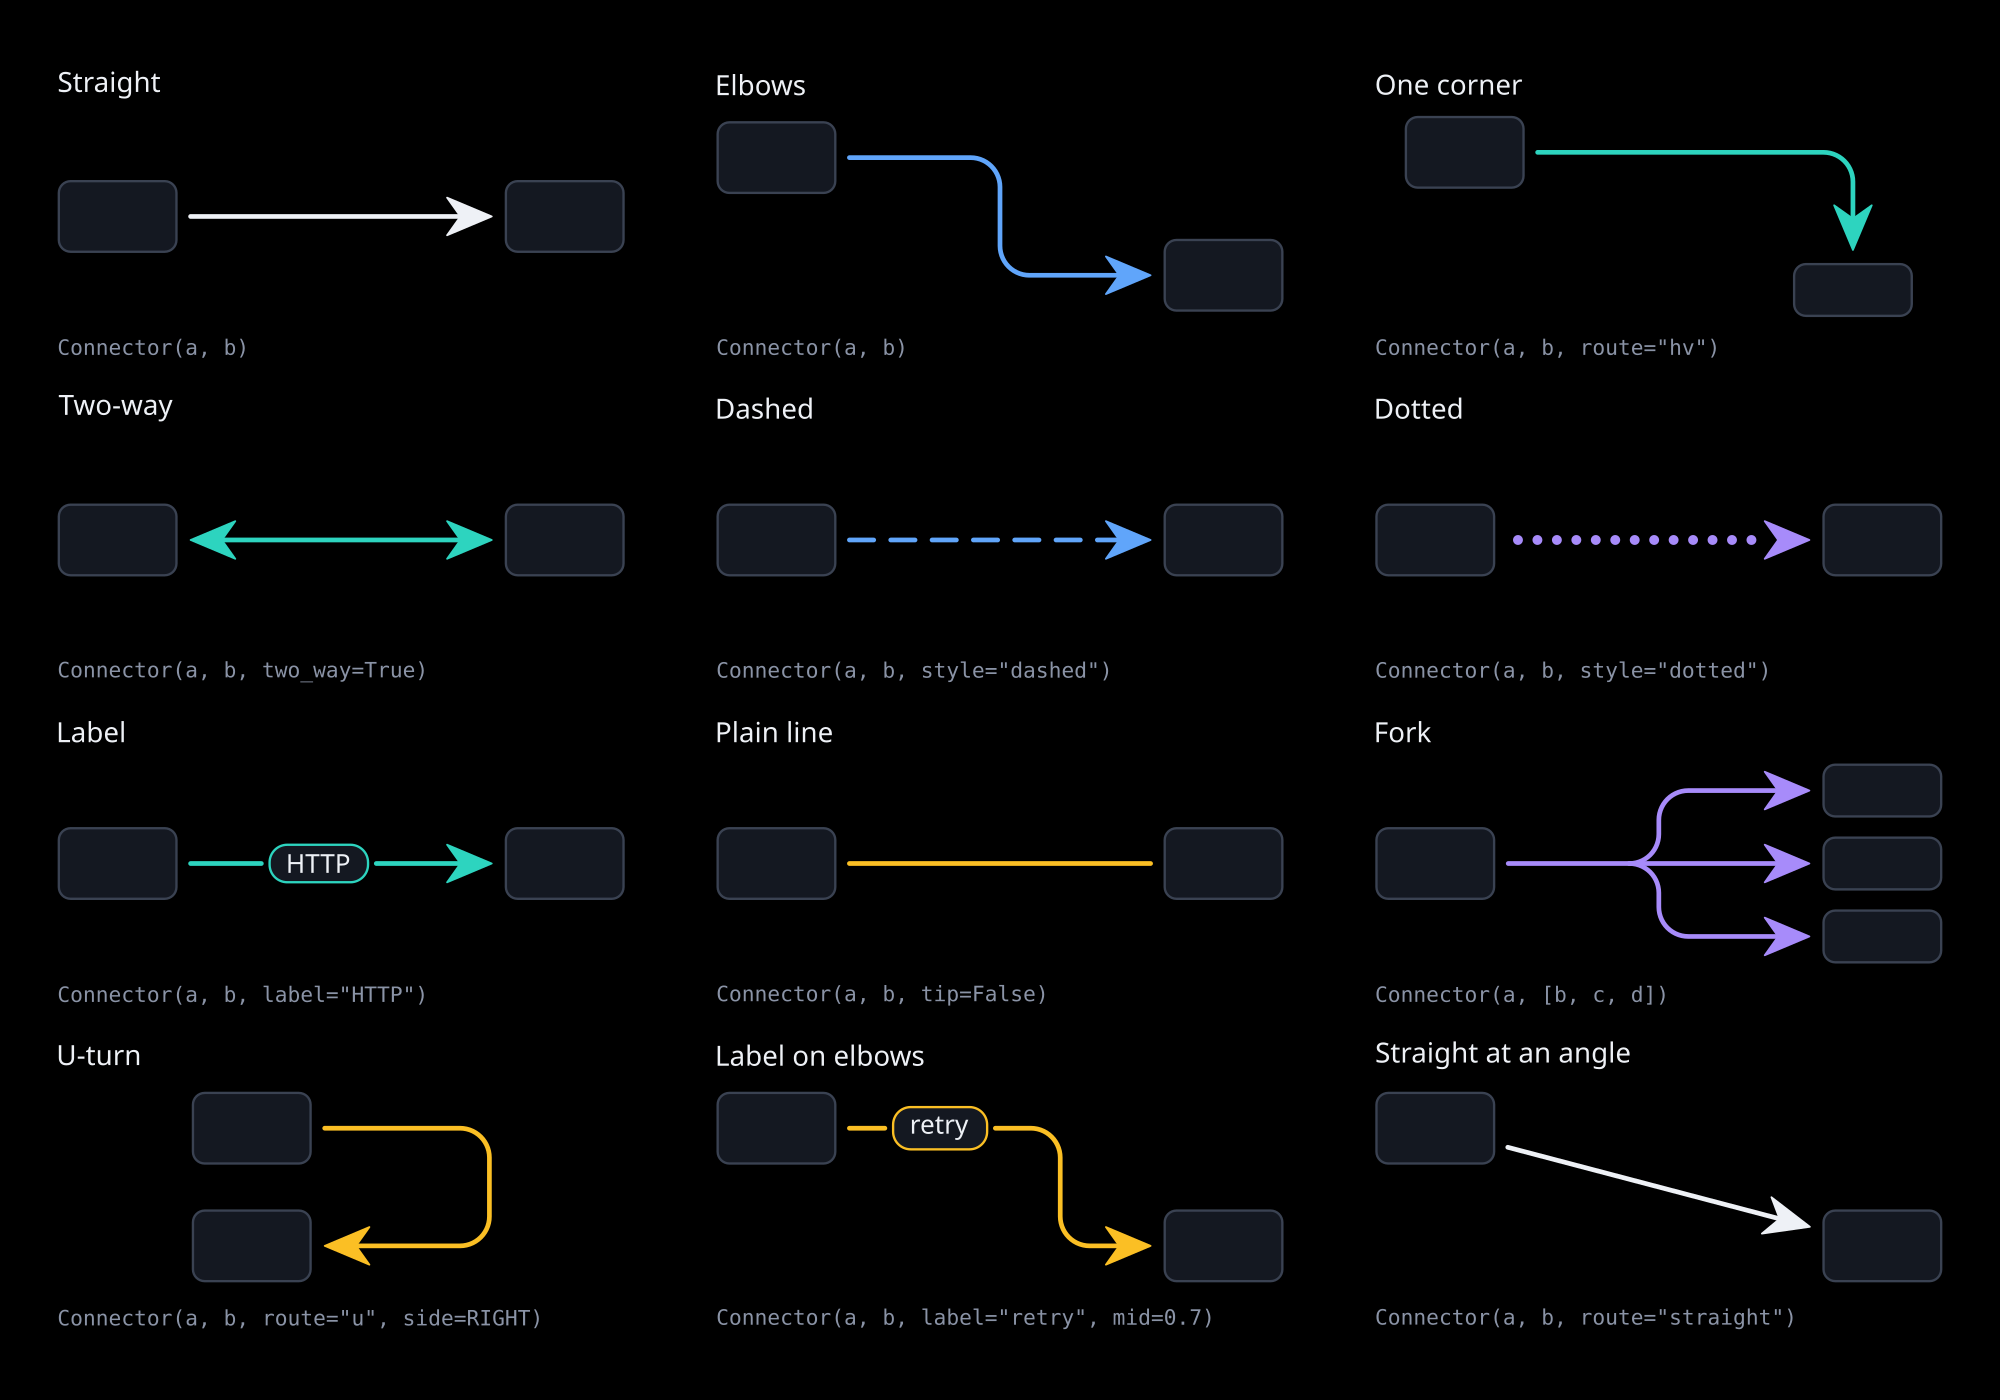 Straight
Elbows
One corner
Connector(a, b)
Connector(a, b)
Connector(a, b, route="hv")
Two-way
Dashed
Dotted
Connector(a, b, two_way=True)
Connector(a, b, style="dashed")
Connector(a, b, style="dotted")
Label
Plain line
Fork
HTTP
Connector(a, b, label="HTTP")
Connector(a, b, tip=False)
Connector(a, [b, c, d])
U-turn
Label on elbows
Straight at an angle
retry
Connector(a, b, route="u", side=RIGHT)
Connector(a, b, label="retry", mid=0.7)
Connector(a, b, route="straight")